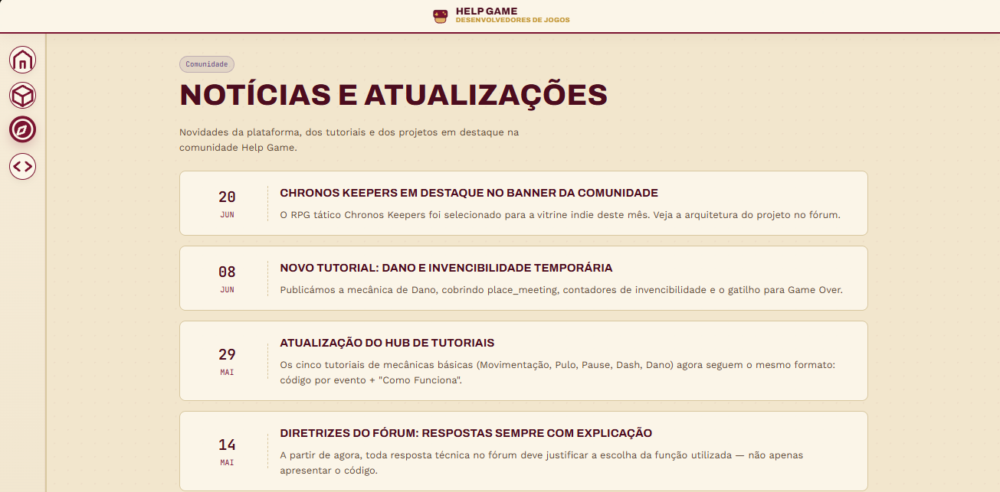 HELP GAME
DESENVOLVEDORES DE JOGOS
Comunidade
NOTÍCIAS E ATUALIZAÇÕES
Novidades da plataforma, dos tutoriais e dos projetos em destaque na
comunidade Help Game.
20
JUN
CHRONOS KEEPERS EM DESTAQUE NO BANNER DA COMUNIDADE
O RPG tático Chronos Keepers foi selecionado para a vitrine indie deste mês. Veja a arquitetura do projeto no fórum.
08
JUN
NOVO TUTORIAL: DANO E INVENCIBILIDADE TEMPORÁRIA
Publicámos a mecânica de Dano, cobrindo place_meeting, contadores de invencibilidade e o gatilho para Game Over.
29
MAI
ATUALIZAÇÃO DO HUB DE TUTORIAIS
Os cinco tutoriais de mecânicas básicas (Movimentação, Pulo, Pause, Dash, Dano) agora seguem o mesmo formato:
código por evento + "Como Funciona".
14
MAI
DIRETRIZES DO FÓRUM: RESPOSTAS SEMPRE COM EXPLICAÇÃO
A partir de agora, toda resposta técnica no fórum deve justificar a escolha da função utilizada — não apenas
apresentar o código.